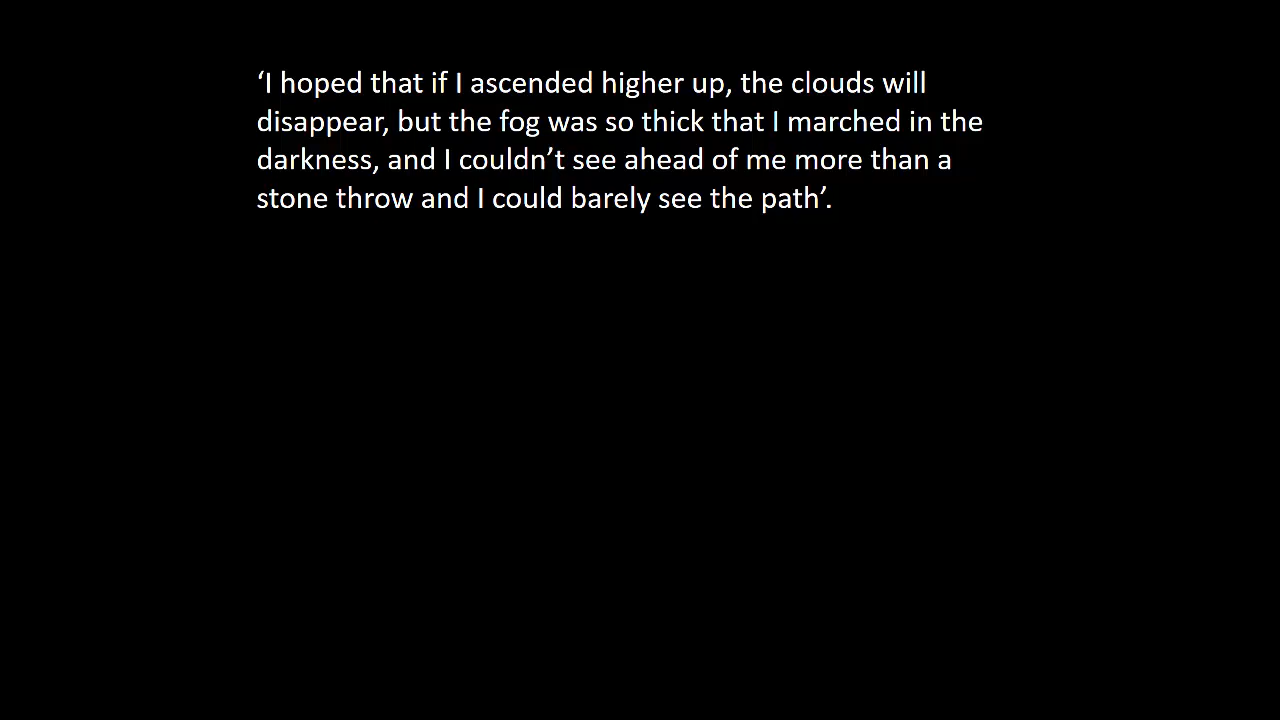 ‘I hoped that if I ascended higher up, the clouds will
disappear, but the fog was so thick that I marched in the
darkness, and I couldn’t see ahead of me more than a
stone throw and I could barely see the path’.